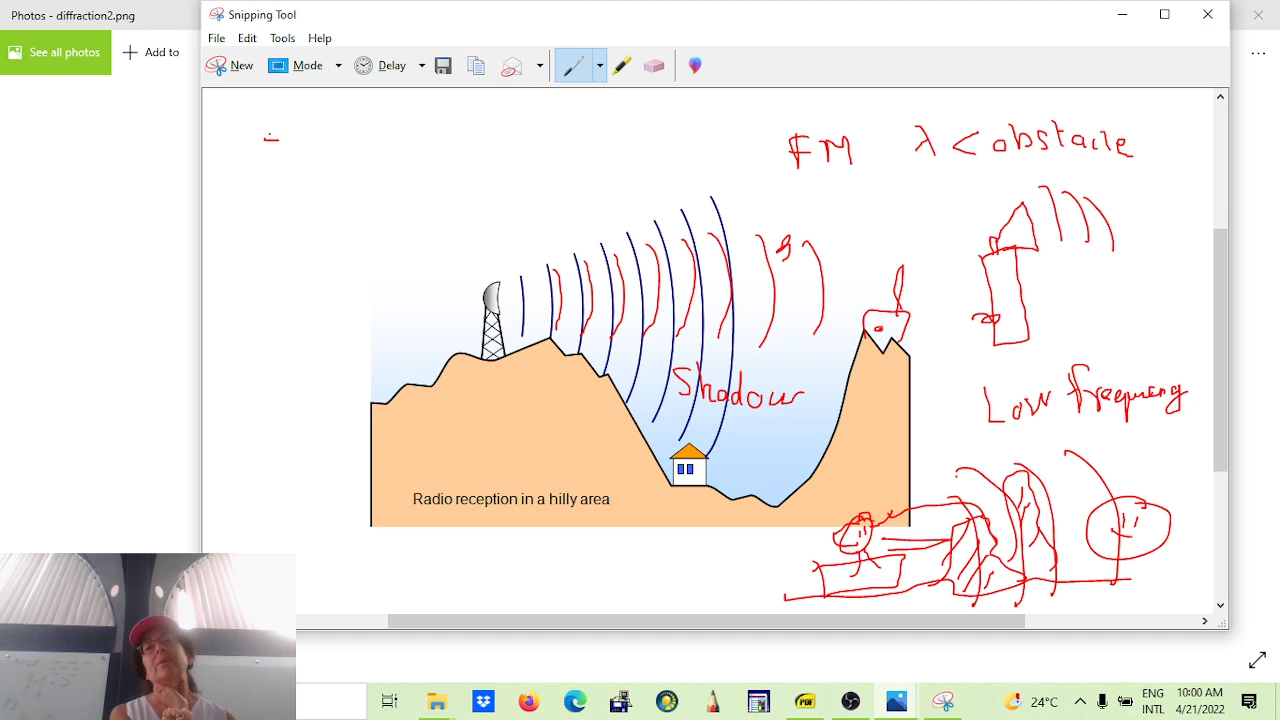 Photos - diffraction2.png
Snipping Tool
File Edit Tools Help
See all photos
Add to
New Mode Delay
FM λ < obstacle
Shadow
Low frequency
Radio reception in a hilly area
24°C
ENG
INTL
10:00 AM
4/21/2022
PDF